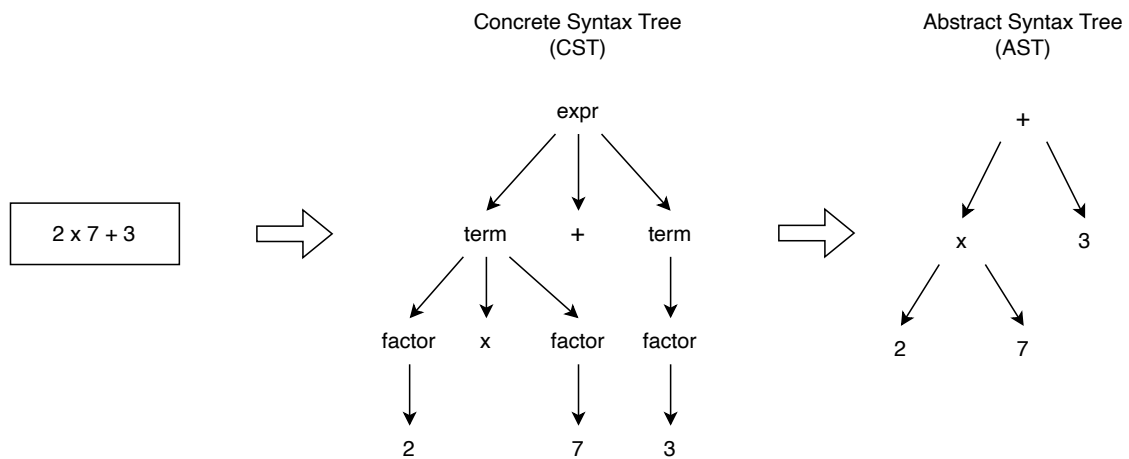 Concrete Syntax Tree
(CST)
Abstract Syntax Tree
(AST)
expr
+
2 x 7 + 3
term
+
term
x
3
factor
x
factor
factor
2
7
2
7
3